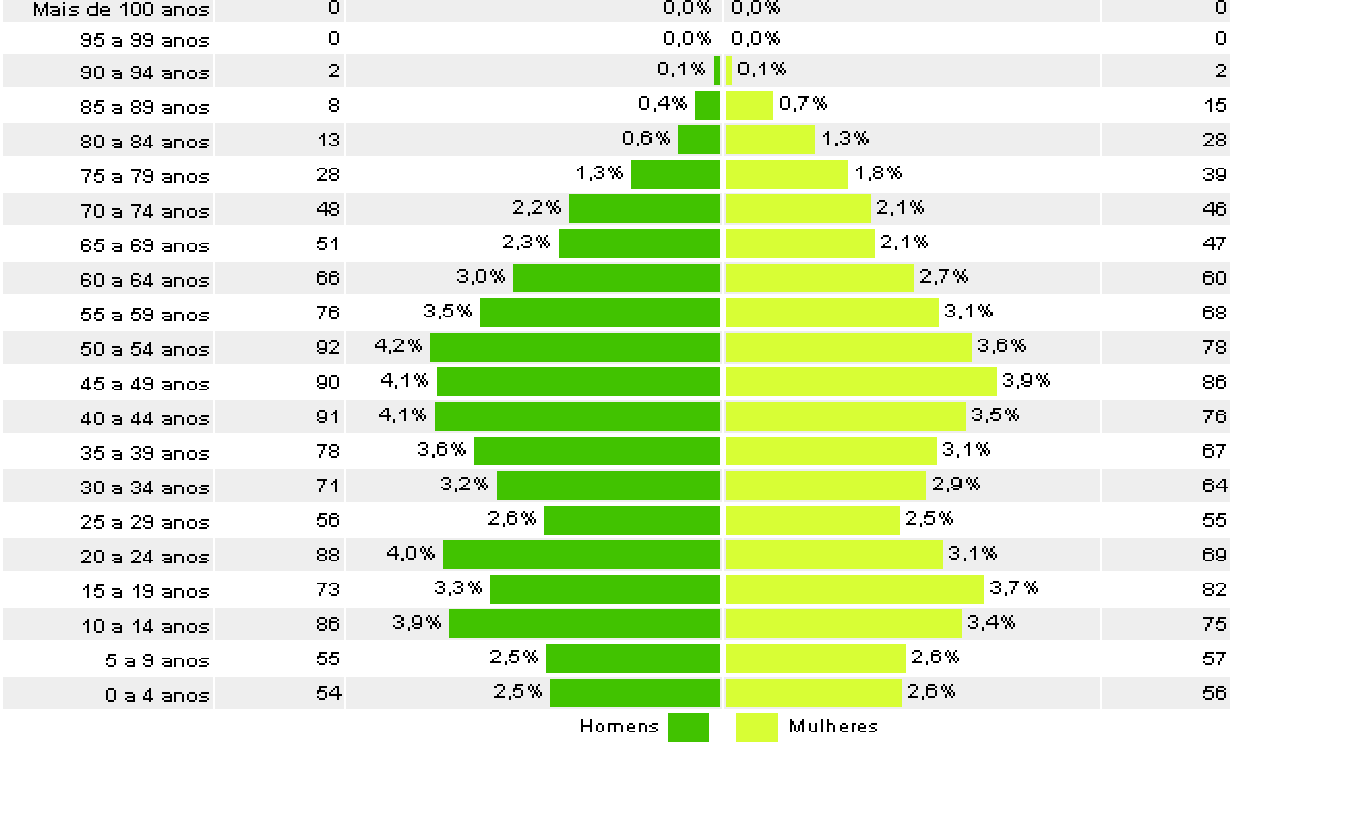 Mais de 100 anos 0 0,0% 0,0% 0
95 a 99 anos 0 0,0% 0,0% 0
90 a 94 anos 2 0,1% 0,1% 2
85 a 89 anos 8 0,4% 0,7% 15
80 a 84 anos 13 0,6% 1,3% 28
75 a 79 anos 28 1,3% 1,8% 39
70 a 74 anos 48 2,2% 2,1% 46
65 a 69 anos 51 2,3% 2,1% 47
60 a 64 anos 66 3,0% 2,7% 60
55 a 59 anos 76 3,5% 3,1% 68
50 a 54 anos 92 4,2% 3,6% 78
45 a 49 anos 90 4,1% 3,9% 86
40 a 44 anos 91 4,1% 3,5% 76
35 a 39 anos 78 3,6% 3,1% 67
30 a 34 anos 71 3,2% 2,9% 64
25 a 29 anos 56 2,6% 2,5% 55
20 a 24 anos 88 4,0% 3,1% 69
15 a 19 anos 73 3,3% 3,7% 82
10 a 14 anos 86 3,9% 3,4% 75
5 a 9 anos 55 2,5% 2,6% 57
0 a 4 anos 54 2,5% 2,6% 56
Homens Mulheres